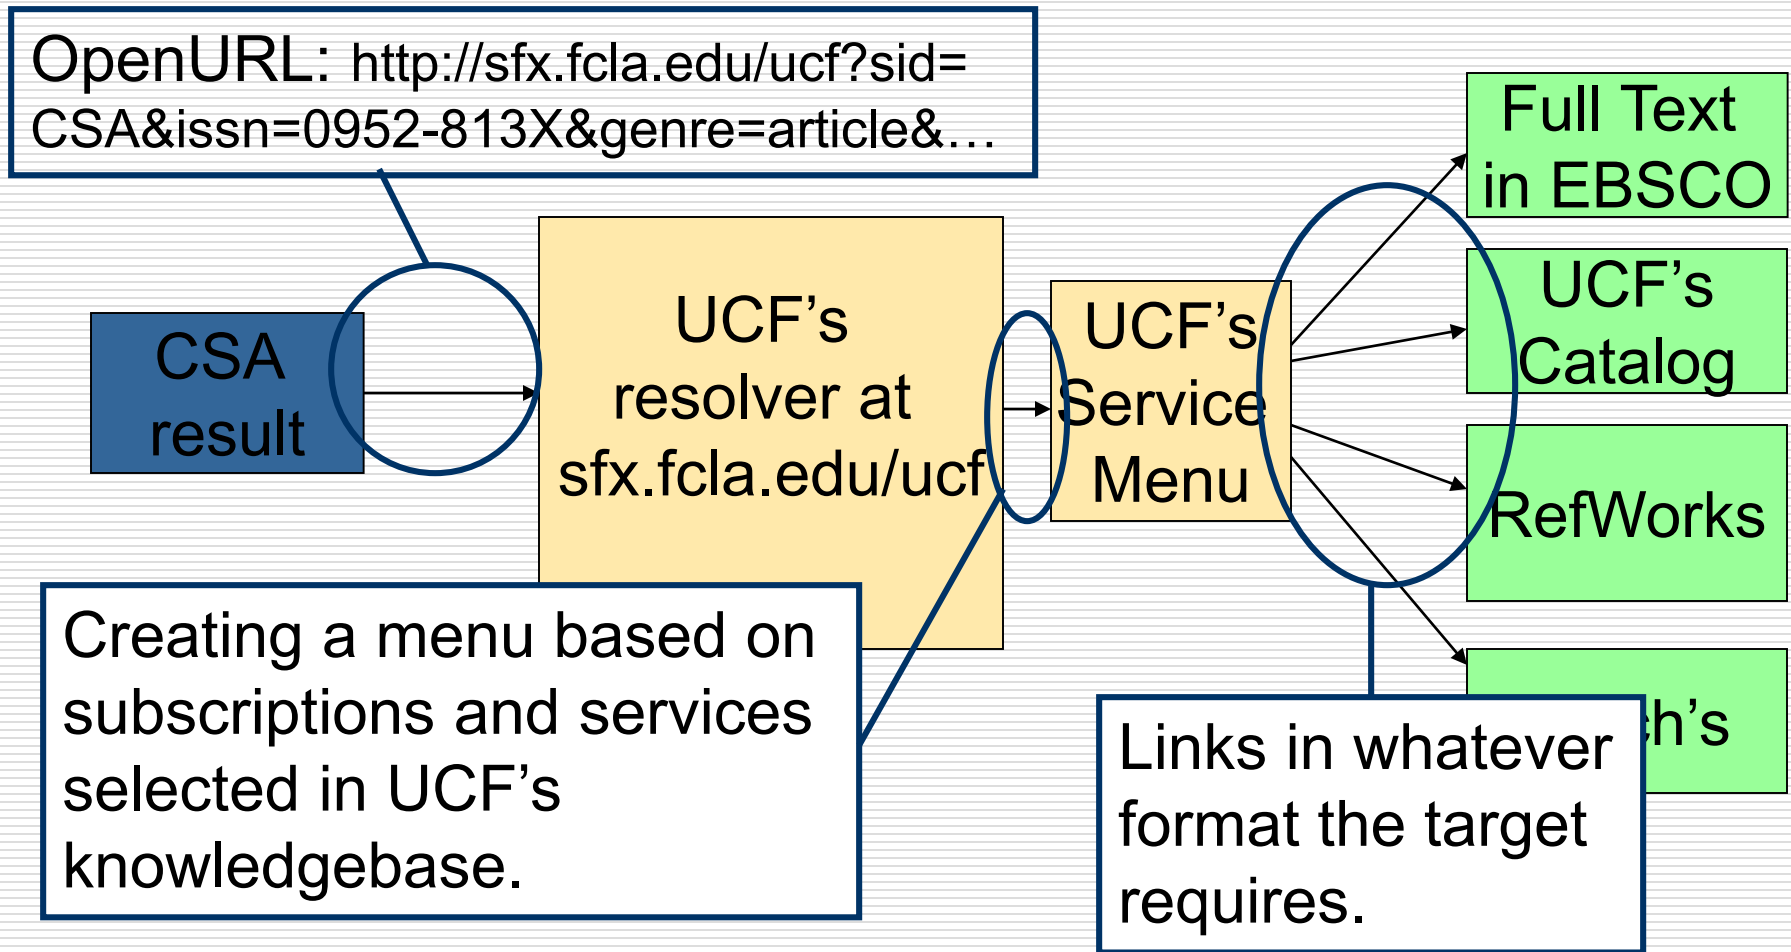 OpenURL: http://sfx.fcla.edu/ucf?sid=
CSA&issn=0952-813X&genre=article&…
CSA
result
UCF’s
resolver at
sfx.fcla.edu/ucf
UCF’s
Service
Menu
Full Text
in EBSCO
UCF’s
Catalog
RefWorks
Creating a menu based on
subscriptions and services
selected in UCF’s
knowledgebase.
Links in whatever
format the target
requires.